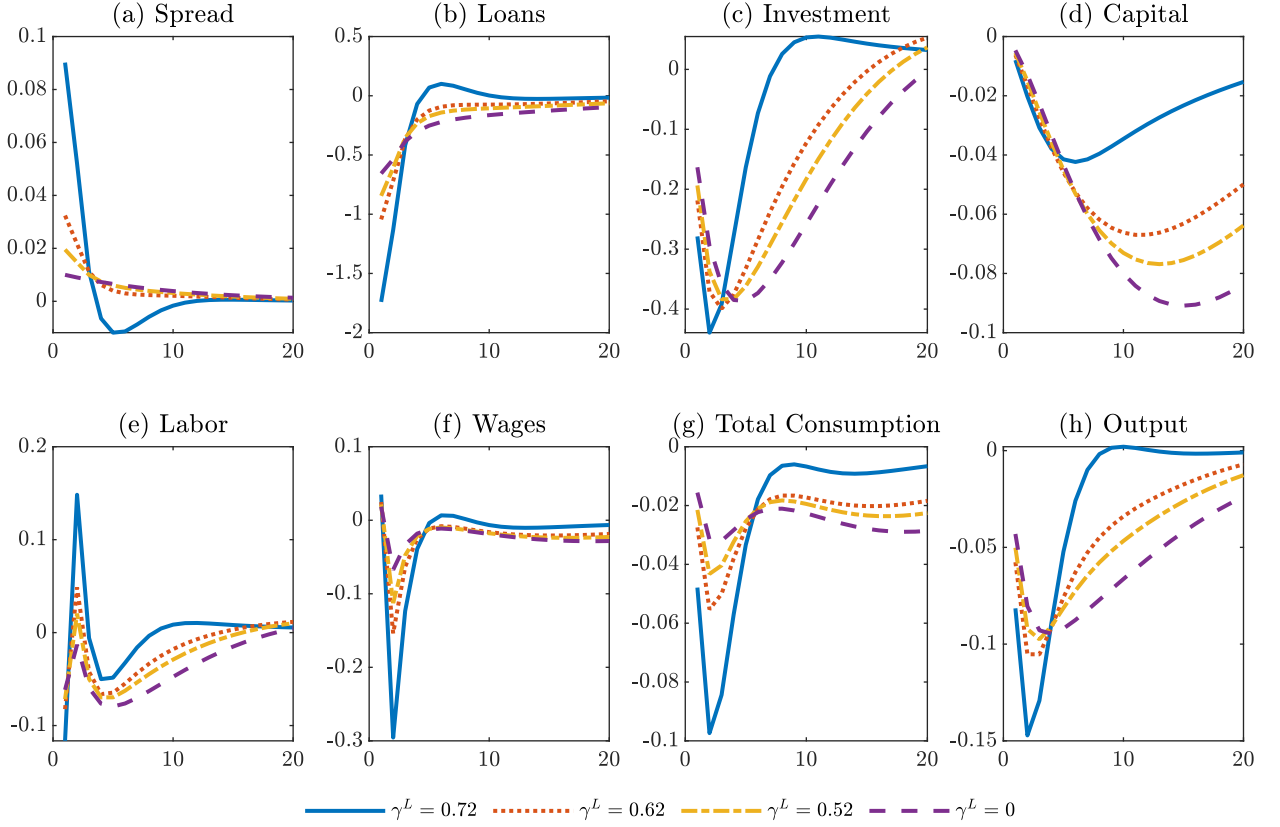 (a) Spread (b) Loans (c) Investment (d) Capital
0.1 0.08 0.06 0.04 0.02 0
0 10 20
0.5 0 -0.5 -1 -1.5 -2
0 10 20
0 -0.1 -0.2 -0.3 -0.4
0 10 20
0 -0.02 -0.04 -0.06 -0.08 -0.1
0 10 20
(e) Labor (f) Wages (g) Total Consumption (h) Output
0.2 0.1 0 -0.1
0 10 20
0.1 0 -0.1 -0.2 -0.3
0 10 20
0 -0.02 -0.04 -0.06 -0.08 -0.1
0 10 20
0 -0.05 -0.1 -0.15
0 10 20
γ^L = 0.72 γ^L = 0.62 γ^L = 0.52 γ^L = 0